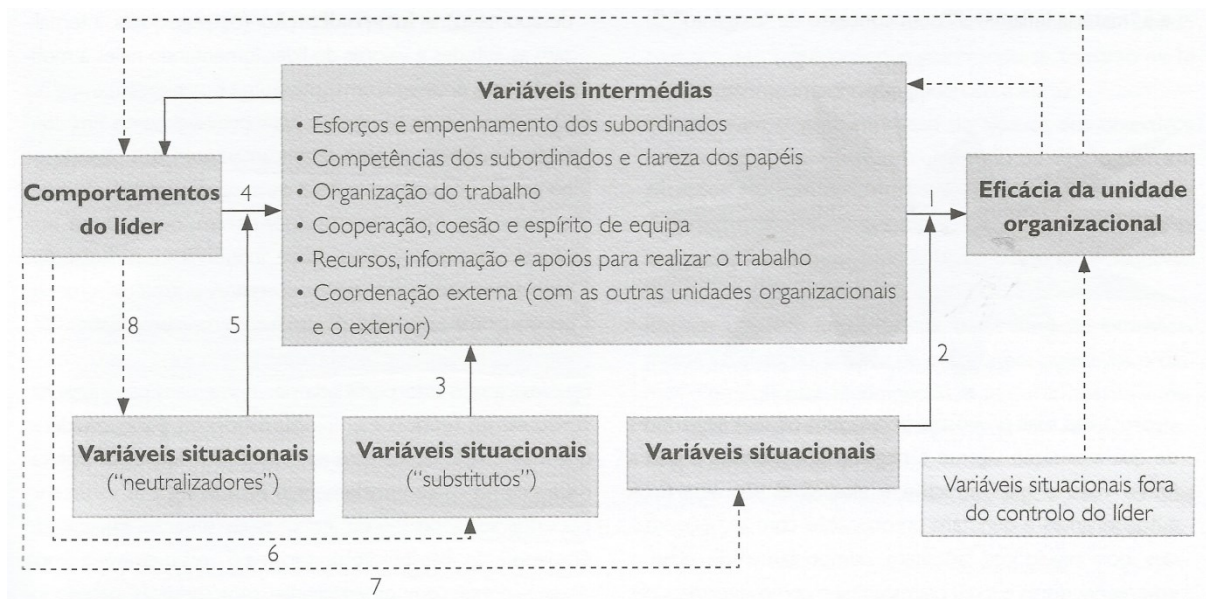 Variáveis intermédias
• Esforços e empenhamento dos subordinados
• Competências dos subordinados e clareza dos papéis
• Organização do trabalho
• Cooperação, coesão e espírito de equipa
• Recursos, informação e apoios para realizar o trabalho
• Coordenação externa (com as outras unidades organizacionais
e o exterior)
Comportamentos
do líder
4
1
Eficácia da unidade
organizacional
8
5
3
2
Variáveis situacionais
(“neutralizadores”)
Variáveis situacionais
(“substitutos”)
Variáveis situacionais
Variáveis situacionais fora
do controlo do líder
6
7